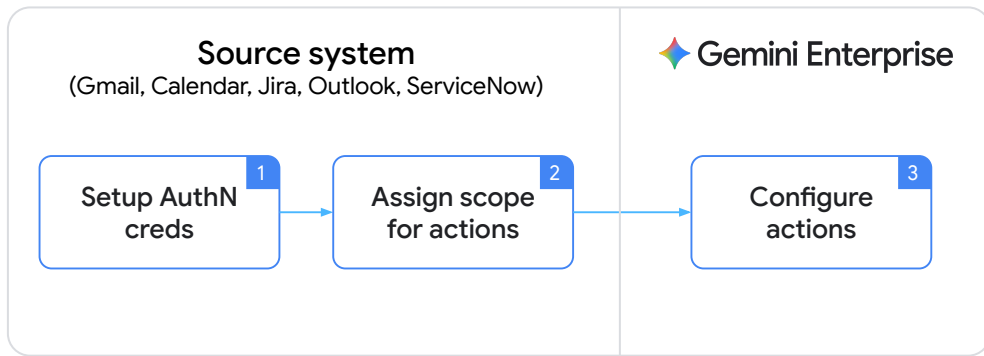 Source system
(Gmail, Calendar, Jira, Outlook, ServiceNow)
Gemini Enterprise
1
Setup AuthN
creds
2
Assign scope
for actions
3
Configure
actions